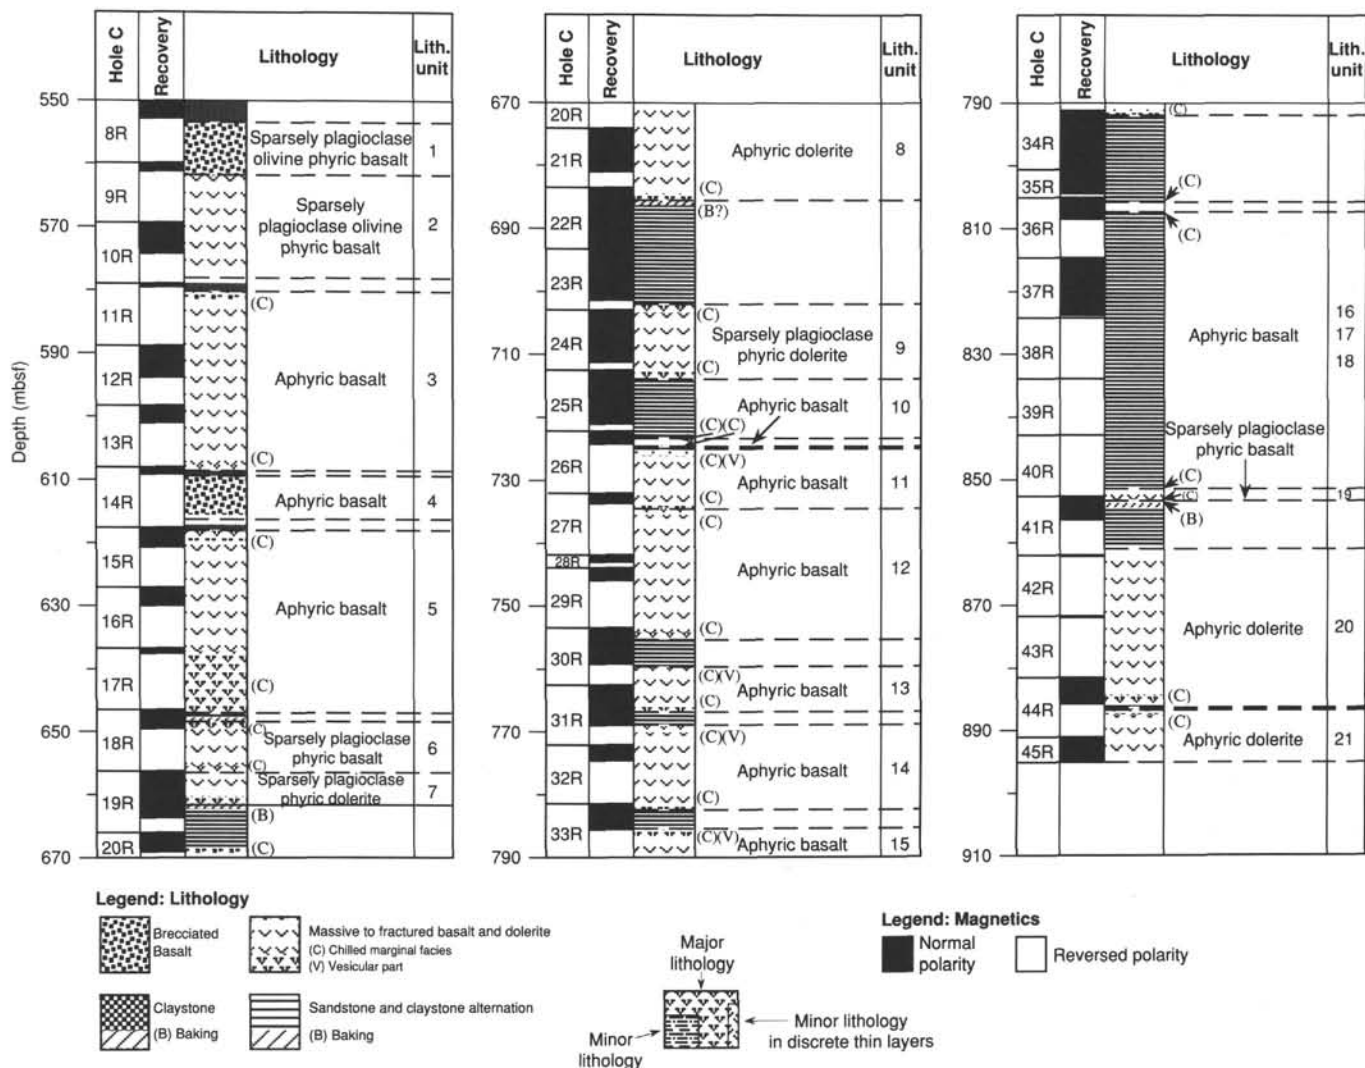 Hole C
Recovery
Lithology
Lith.
unit
Depth (mbsf)
550
570
590
610
630
650
670
8R
9R
10R
11R
12R
13R
14R
15R
16R
17R
18R
19R
20R
Sparsely plagioclase
olivine phyric basalt
1
Sparsely
plagioclase olivine
phyric basalt
2
(C)
Aphyric basalt
3
(C)
Aphyric basalt
4
(C)
Aphyric basalt
5
(C)
(C)
Sparsely plagioclase
phyric basalt
6
(C)
Sparsely plagioclase
phyric dolerite
7
(B)
(C)
Hole C
Recovery
Lithology
Lith.
unit
670
690
710
730
750
770
790
20R
21R
22R
23R
24R
25R
26R
27R
28R
29R
30R
31R
32R
33R
Aphyric dolerite
8
(C)
(B?)
(C)
Sparsely plagioclase
phyric dolerite
9
(C)
Aphyric basalt
10
(C)(C)
(C)(V)
Aphyric basalt
11
(C)
(C)
Aphyric basalt
12
(C)
(C)(V)
Aphyric basalt
13
(C)
(C)(V)
Aphyric basalt
14
(C)
(C)(V)
Aphyric basalt
15
Hole C
Recovery
Lithology
Lith.
unit
790
810
830
850
870
890
910
34R
35R
36R
37R
38R
39R
40R
41R
42R
43R
44R
45R
(C)
(C)
(C)
Aphyric basalt
16
17
18
Sparsely plagioclase
phyric basalt
(C)
(C)
19
(B)
Aphyric dolerite
20
(C)
(C)
Aphyric dolerite
21
Legend: Lithology
Brecciated
Basalt
Massive to fractured basalt and dolerite
(C) Chilled marginal facies
(V) Vesicular part
Claystone
(B) Baking
Sandstone and claystone alternation
(B) Baking
Major
lithology
Minor
lithology
Minor lithology
in discrete thin layers
Legend: Magnetics
Normal
polarity
Reversed polarity